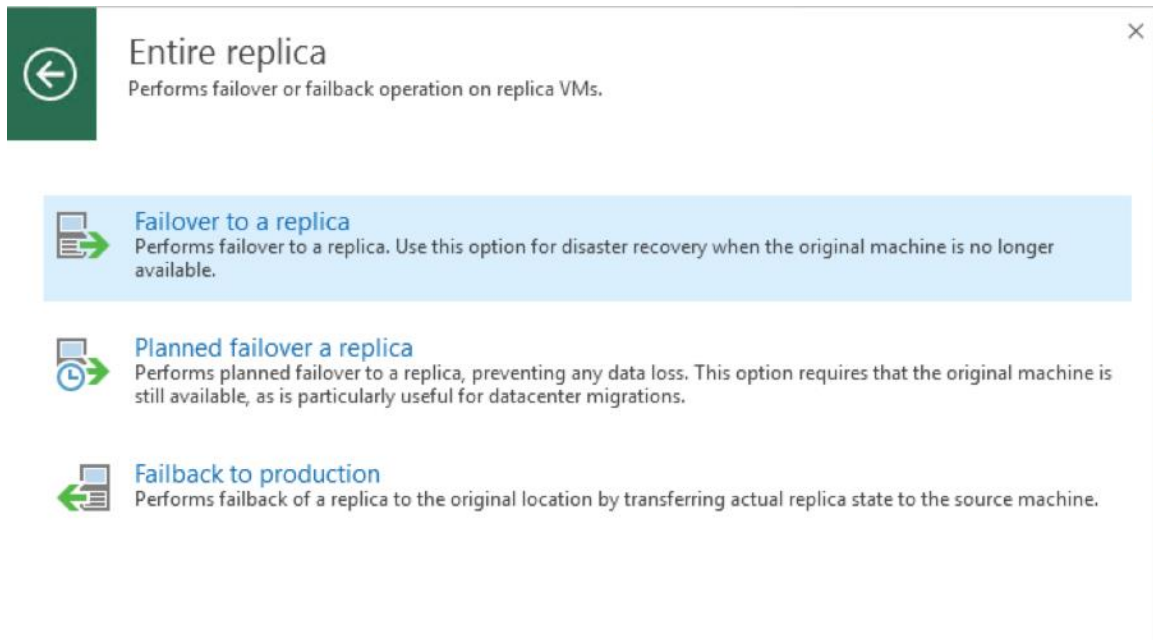 Entire replica
Performs failover or failback operation on replica VMs.
Failover to a replica
Performs failover to a replica. Use this option for disaster recovery when the original machine is no longer
available.
Planned failover a replica
Performs planned failover to a replica, preventing any data loss. This option requires that the original machine is
still available, as is particularly useful for datacenter migrations.
Failback to production
Performs failback of a replica to the original location by transferring actual replica state to the source machine.